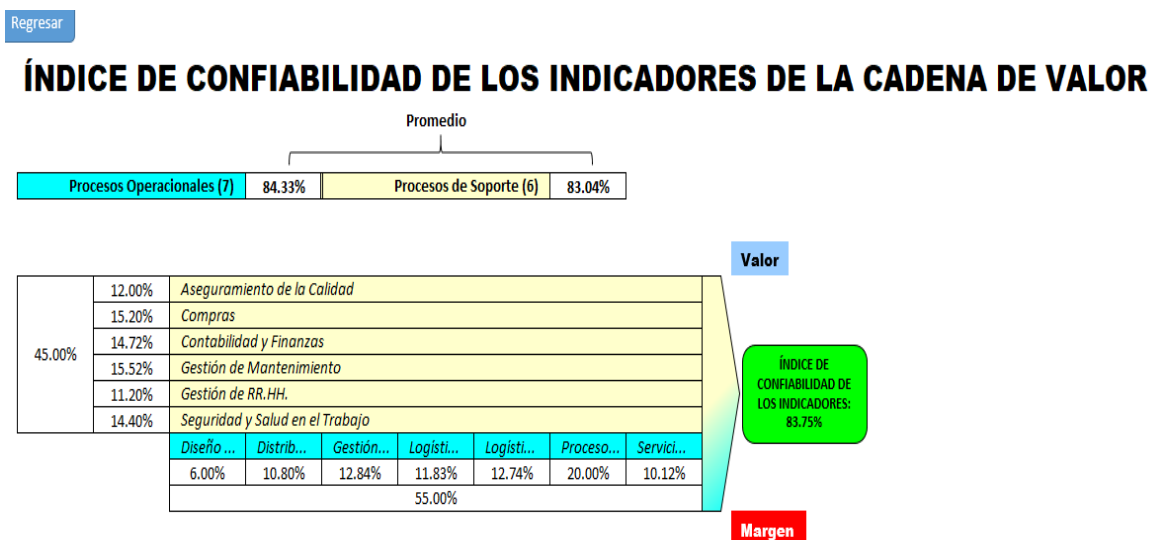 Regresar
ÍNDICE DE CONFIABILIDAD DE LOS INDICADORES DE LA CADENA DE VALOR
Promedio
Procesos Operacionales (7) 84.33% Procesos de Soporte (6) 83.04%
Valor
45.00%
12.00% Aseguramiento de la Calidad
15.20% Compras
14.72% Contabilidad y Finanzas
15.52% Gestión de Mantenimiento
11.20% Gestión de RR.HH.
14.40% Seguridad y Salud en el Trabajo
Diseño ... Distrib... Gestión... Logísti... Logísti... Proceso... Servici...
6.00% 10.80% 12.84% 11.83% 12.74% 20.00% 10.12%
55.00%
ÍNDICE DE
CONFIABILIDAD DE
LOS INDICADORES:
83.75%
Margen